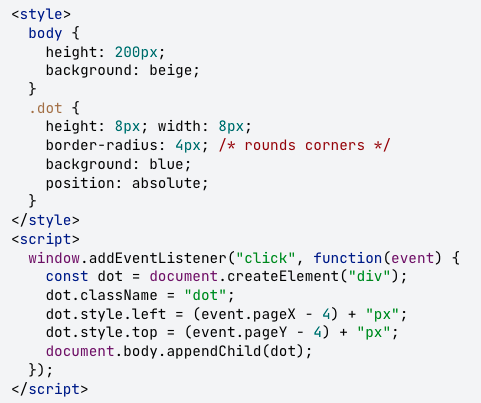 <style>
  body {
    height: 200px;
    background: beige;
  }
  .dot {
    height: 8px; width: 8px;
    border-radius: 4px; /* rounds corners */
    background: blue;
    position: absolute;
  }
</style>
<script>
  window.addEventListener("click", function(event) {
    const dot = document.createElement("div");
    dot.className = "dot";
    dot.style.left = (event.pageX - 4) + "px";
    dot.style.top = (event.pageY - 4) + "px";
    document.body.appendChild(dot);
  });
</script>